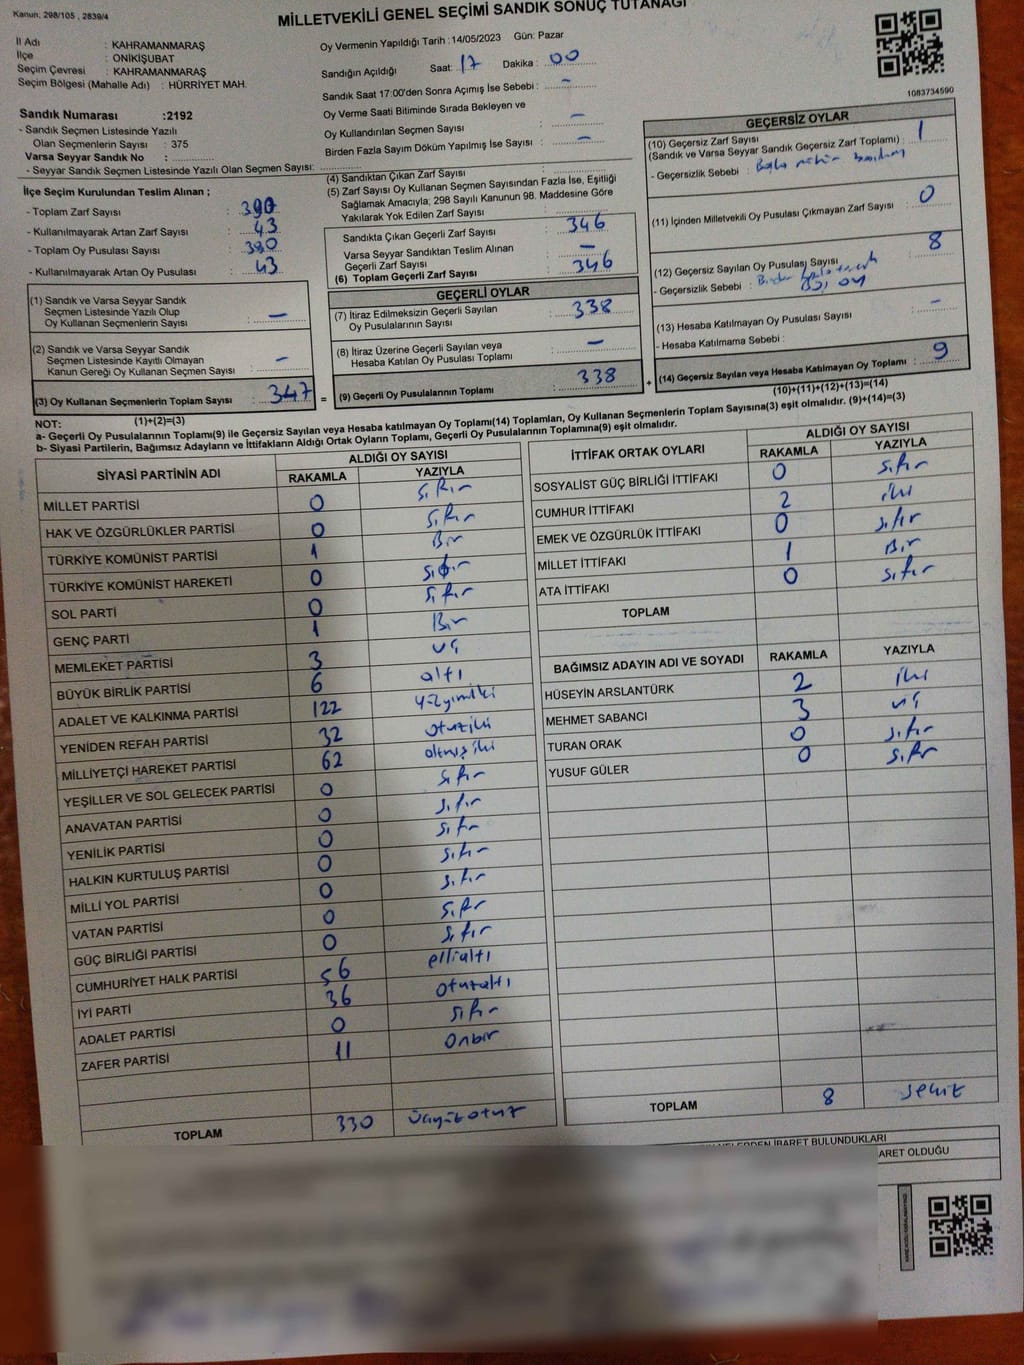 Kanun: 298/105 , 2839/4
MİLLETVEKİLİ GENEL SEÇİMİ SANDIK SONUÇ TUTANAĞI
İl Adı : KAHRAMANMARAŞ
İlçe : ONİKİŞUBAT
Seçim Çevresi : KAHRAMANMARAŞ
Seçim Bölgesi (Mahalle Adı) : HÜRRİYET MAH.
Sandık Numarası :2192
- Sandık Seçmen Listesinde Yazılı
Olan Seçmenlerin Sayısı : 375
Varsa Seyyar Sandık No :
- Seyyar Sandık Seçmen Listesinde Yazılı Olan Seçmen Sayısı:
Oy Vermenin Yapıldığı Tarih :14/05/2023 Gün: Pazar
Sandığın Açıldığı Saat: 17 Dakika : 00
Sandık Saat 17:00'den Sonra Açımış İse Sebebi : -
Oy Verme Saati Bitiminde Sırada Bekleyen ve
Oy Kullandırılan Seçmen Sayısı : -
Birden Fazla Sayım Döküm Yapılmış İse Sayısı : -
1083734590
İlçe Seçim Kurulundan Teslim Alınan ;
- Toplam Zarf Sayısı : 390
- Kullanılmayarak Artan Zarf Sayısı : 43
- Toplam Oy Pusulası Sayısı : 390
- Kullanılmayarak Artan Oy Pusulası : 43
(1) Sandık ve Varsa Seyyar Sandık
Seçmen Listesinde Yazılı Olup
Oy Kullanan Seçmenlerin Sayısı : -
(2) Sandık ve Varsa Seyyar Sandık
Seçmen Listesinde Kayıtlı Olmayan
Kanun Gereği Oy Kullanan Seçmen Sayısı : -
(3) Oy Kullanan Seçmenlerin Toplam Sayısı : 347
(1)+(2)=(3)
(4) Sandıktan Çıkan Zarf Sayısı :
(5) Zarf Sayısı Oy Kullanan Seçmen Sayısından Fazla İse, Eşitliği
Sağlamak Amacıyla; 298 Sayılı Kanunun 98. Maddesine Göre
Yakılarak Yok Edilen Zarf Sayısı :
Sandıkta Çıkan Geçerli Zarf Sayısı : 346
Varsa Seyyar Sandıktan Teslim Alınan
Geçerli Zarf Sayısı : -
(6) Toplam Geçerli Zarf Sayısı : 346
GEÇERLİ OYLAR
(7) İtiraz Edilmeksizin Geçerli Sayılan
Oy Pusulalarının Sayısı : 338
(8) İtiraz Üzerine Geçerli Sayılan veya
Hesaba Katılan Oy Pusulası Toplamı : -
= (9) Geçerli Oy Pusulalarının Toplamı : 338 +
GEÇERSİZ OYLAR
(10) Geçersiz Zarf Sayısı
(Sandık ve Varsa Seyyar Sandık Geçersiz Zarf Toplamı) : 1
- Geçersizlik Sebebi :
(11) İçinden Milletvekili Oy Pusulası Çıkmayan Zarf Sayısı : 0
(12) Geçersiz Sayılan Oy Pusulası Sayısı : 8
- Geçersizlik Sebebi :
(13) Hesaba Katılmayan Oy Pusulası Sayısı : -
- Hesaba Katılmama Sebebi :
(14) Geçersiz Sayılan veya Hesaba Katılmayan Oy Toplamı : 9
(10)+(11)+(12)+(13)=(14)
NOT:
a- Geçerli Oy Pusulalarının Toplamı(9) ile Geçersiz Sayılan veya Hesaba katılmayan Oy Toplamı(14) Toplamları, Oy Kullanan Seçmenlerin Toplam Sayısına(3) eşit olmalıdır. (9)+(14)=(3)
b- Siyasi Partilerin, Bağımsız Adayların ve İttifakların Aldığı Ortak Oyların Toplamı, Geçerli Oy Pusulalarının Toplamına(9) eşit olmalıdır.
SİYASİ PARTİNİN ADI ALDIĞI OY SAYISI
RAKAMLA YAZIYLA
MİLLET PARTİSİ 0 sıfır
HAK VE ÖZGÜRLÜKLER PARTİSİ 0 sıfır
TÜRKİYE KOMÜNİST PARTİSİ 1 Bir
TÜRKİYE KOMÜNİST HAREKETİ 0 sıfır
SOL PARTİ 0 sıfır
GENÇ PARTİ 1 Bir
MEMLEKET PARTİSİ 3 üç
BÜYÜK BİRLİK PARTİSİ 6 altı
ADALET VE KALKINMA PARTİSİ 122 yüzyirmiiki
YENİDEN REFAH PARTİSİ 32 otuziki
MİLLİYETÇİ HAREKET PARTİSİ 62 altmışiki
YEŞİLLER VE SOL GELECEK PARTİSİ 0 sıfır
ANAVATAN PARTİSİ 0 sıfır
YENİLİK PARTİSİ 0 sıfır
HALKIN KURTULUŞ PARTİSİ 0 sıfır
MİLLİ YOL PARTİSİ 0 sıfır
VATAN PARTİSİ 0 sıfır
GÜÇ BİRLİĞİ PARTİSİ 0 sıfır
CUMHURİYET HALK PARTİSİ 56 ellialtı
İYİ PARTİ 36 otuzaltı
ADALET PARTİSİ 0 sıfır
ZAFER PARTİSİ 11 Onbir
TOPLAM 330 üçyüzotuz
İTTİFAK ORTAK OYLARI ALDIĞI OY SAYISI
RAKAMLA YAZIYLA
SOSYALİST GÜÇ BİRLİĞİ İTTİFAKI 0 sıfır
CUMHUR İTTİFAKI 2 iki
EMEK VE ÖZGÜRLÜK İTTİFAKI 0 sıfır
MİLLET İTTİFAKI 1 Bir
ATA İTTİFAKI 0 sıfır
TOPLAM
BAĞIMSIZ ADAYIN ADI VE SOYADI RAKAMLA YAZIYLA
HÜSEYİN ARSLANTÜRK 2 iki
MEHMET SABANCI 3 üç
TURAN ORAK 0 sıfır
YUSUF GÜLER 0 sıfır
TOPLAM 8 sekiz
İBARET BULUNDUKLARI
ARET OLDUĞU